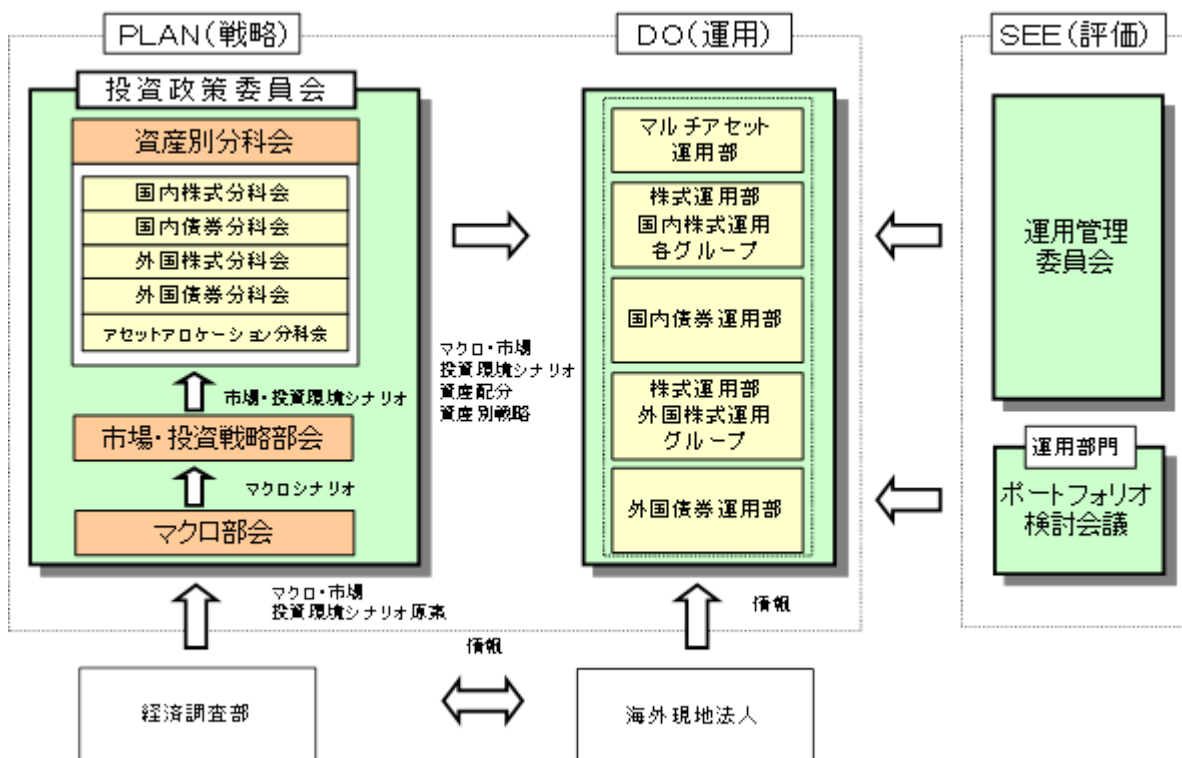 PLAN(戦略)
DO(運用)
SEE(評価)
投資政策委員会
資産別分科会
国内株式分科会
国内債券分科会
外国株式分科会
外国債券分科会
アセットアロケーション分科会
市場・投資環境シナリオ
市場・投資戦略部会
マクロシナリオ
マクロ部会
マクロ・市場
投資環境シナリオ
資産配分
資産別戦略
マルチアセット
運用部
株式運用部
国内株式運用
各グループ
国内債券運用部
株式運用部
外国株式運用
グループ
外国債券運用部
運用管理
委員会
運用部門
ポートフォリオ
検討会議
マクロ・市場
投資環境シナリオ原案
情報
情報
経済調査部
海外現地法人